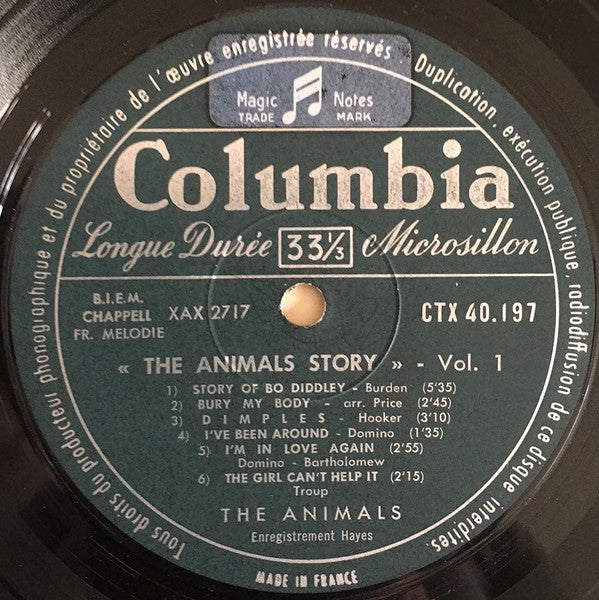 Tous droits du producteur phonographique et du propriétaire de l'œuvre enregistrée réservés. Duplication, exécution publique, radiodiffusion de ce disque interdites.
Magic Notes
TRADE MARK
Columbia
Longue Durée 33⅓ Microsillon
B.I.E.M.
CHAPPELL XAX 2717 CTX 40.197
FR. MELODIE
« THE ANIMALS STORY » - Vol. 1
1) STORY OF BO DIDDLEY - Burden (5'35)
2) BURY MY BODY - arr. Price (2'45)
3) DIMPLES - Hooker (3'10)
4) I'VE BEEN AROUND - Domino (1'35)
5) I'M IN LOVE AGAIN (2'55)
Domino - Bartholomew
6) THE GIRL CAN'T HELP IT (2'15)
Troup
THE ANIMALS
Enregistrement Hayes
MADE IN FRANCE